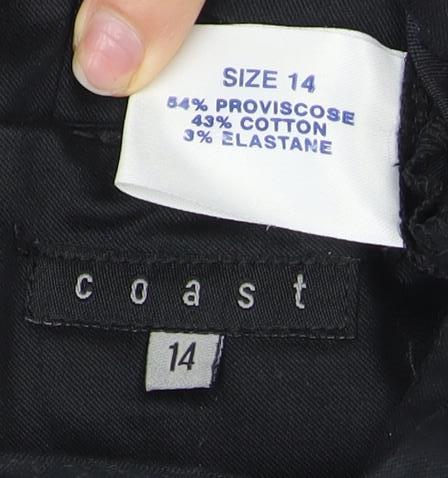 SIZE 14
54% PROVISCOSE
43% COTTON
3% ELASTANE
coast
14